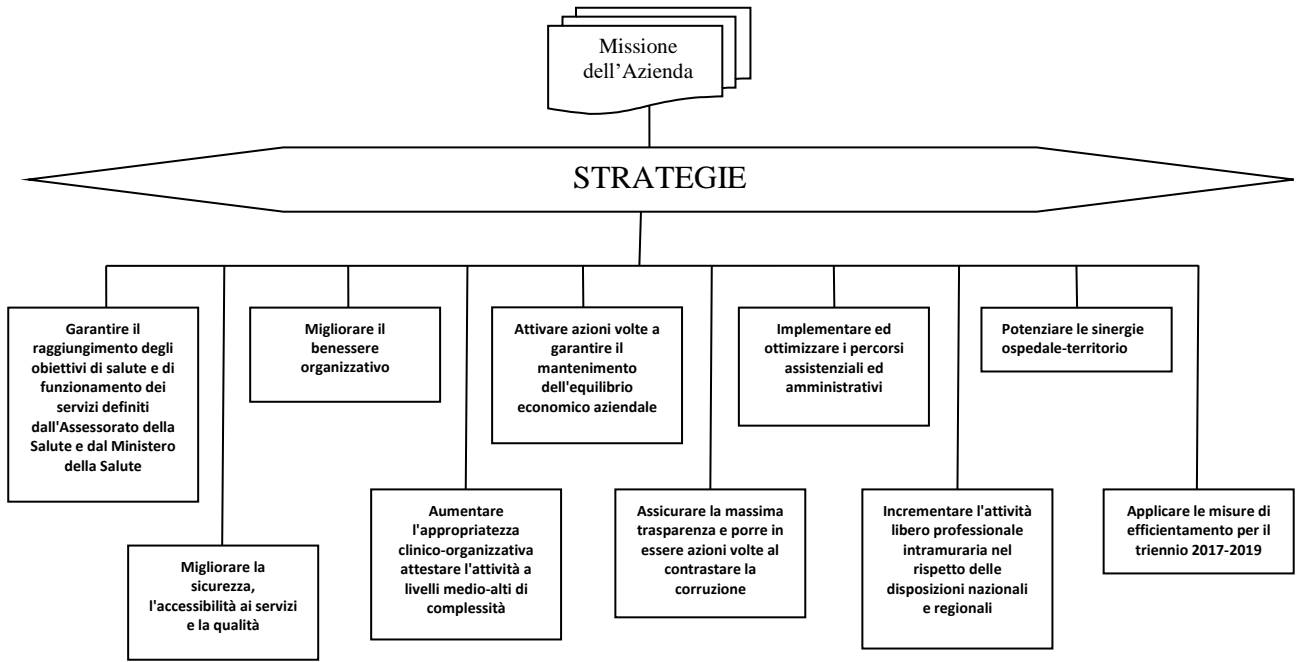 Missione
dell'Azienda
STRATEGIE
Garantire il
raggiungimento degli
obiettivi di salute e di
funzionamento dei
servizi definiti
dall'Assessorato della
Salute e dal Ministero
della Salute
Migliorare il
benessere
organizzativo
Attivare azioni volte a
garantire il
mantenimento
dell'equilibrio
economico aziendale
Implementare ed
ottimizzare i percorsi
assistenziali ed
amministrativi
Potenziare le sinergie
ospedale-territorio
Migliorare la
sicurezza,
l'accessibilità ai servizi
e la qualità
Aumentare
l'appropriatezza
clinico-organizzativa
attestare l'attività a
livelli medio-alti di
complessità
Assicurare la massima
trasparenza e porre in
essere azioni volte al
contrastare la
corruzione
Incrementare l'attività
libero professionale
intramuraria nel
rispetto delle
disposizioni nazionali
e regionali
Applicare le misure di
efficientamento per il
triennio 2017-2019